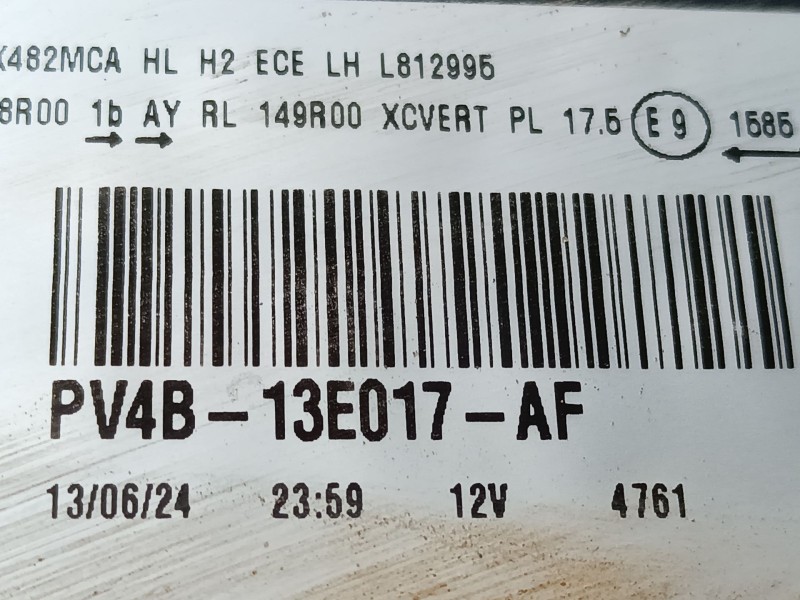 X482MCA HL H2 ECE LH L812995
8R00 1b AY RL 149R00 XCVERT PL 17.5 E9 1585
PV4B-13E017-AF
13/06/24 23:59 12V 4761